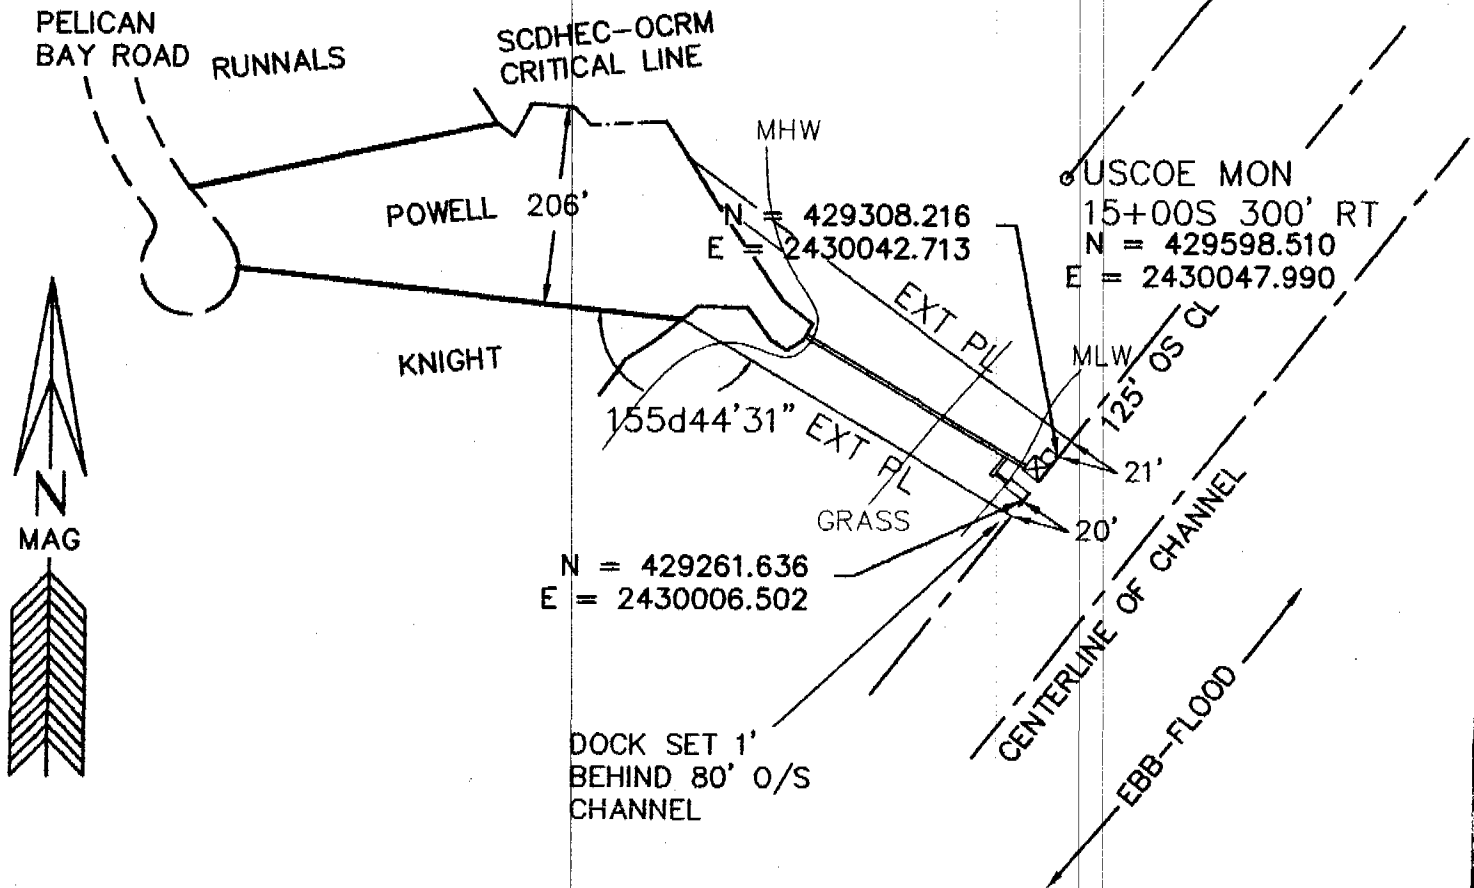 PELICAN
BAY ROAD
RUNNALS
SCDHEC-OCRM
CRITICAL LINE
MHW
USCOE MON
15+00S 300' RT
N = 429598.510
E = 2430047.990
POWELL 206'
N = 429308.216
E = 2430042.713
EXT PL
KNIGHT
MLW
125' OS CL
155d44'31"
EXT PL
21'
GRASS
20'
N
MAG
N = 429261.636
E = 2430006.502
CENTERLINE OF CHANNEL
EBB-FLOOD
DOCK SET 1'
BEHIND 80' O/S
CHANNEL